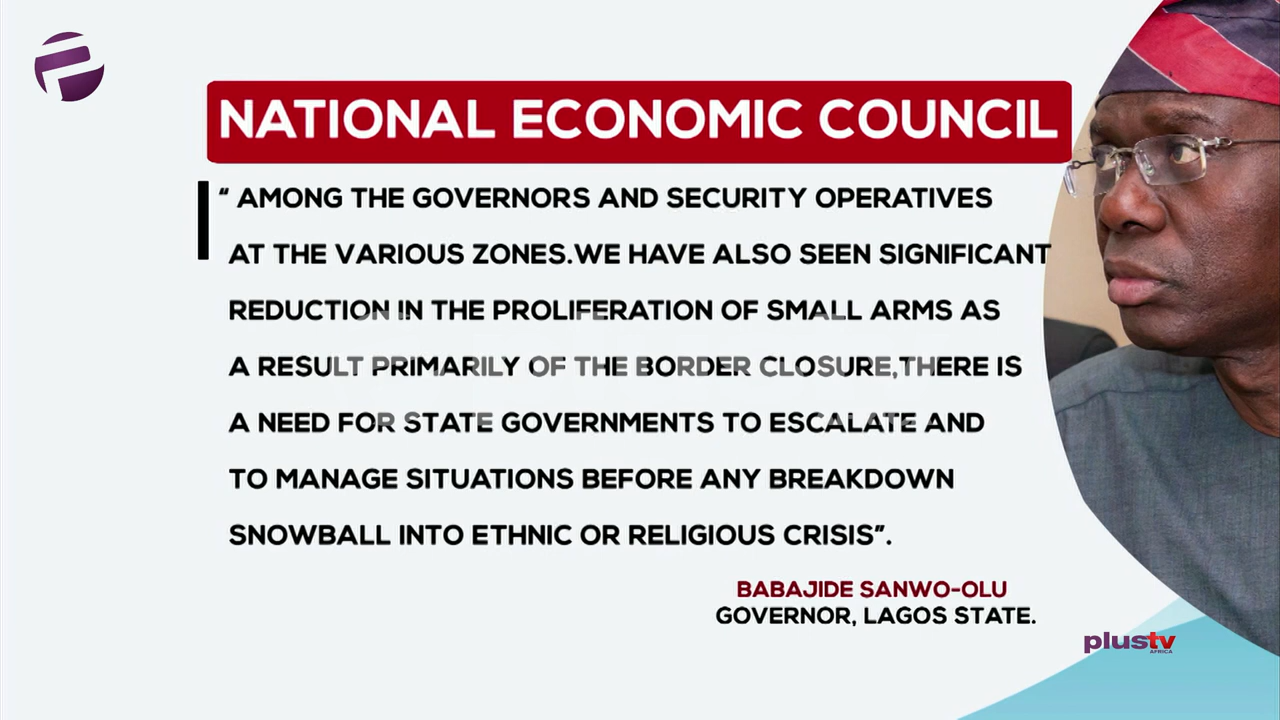 NATIONAL ECONOMIC COUNCIL
“ AMONG THE GOVERNORS AND SECURITY OPERATIVES
AT THE VARIOUS ZONES.WE HAVE ALSO SEEN SIGNIFICANT
REDUCTION IN THE PROLIFERATION OF SMALL ARMS AS
A RESULT PRIMARILY OF THE BORDER CLOSURE,THERE IS
A NEED FOR STATE GOVERNMENTS TO ESCALATE AND
TO MANAGE SITUATIONS BEFORE ANY BREAKDOWN
SNOWBALL INTO ETHNIC OR RELIGIOUS CRISIS”.
BABAJIDE SANWO-OLU
GOVERNOR, LAGOS STATE.
plustv
AFRICA